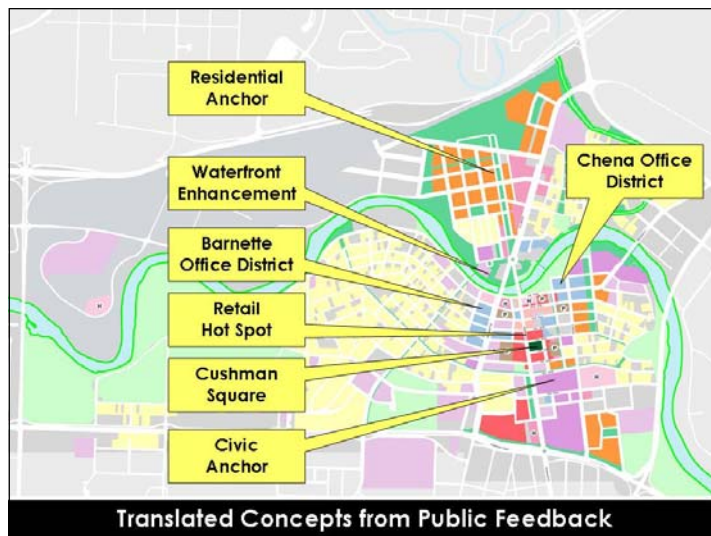 Residential
Anchor
Waterfront
Enhancement
Chena Office
District
Barnette
Office District
Retail
Hot Spot
Cushman
Square
Civic
Anchor
Translated Concepts from Public Feedback